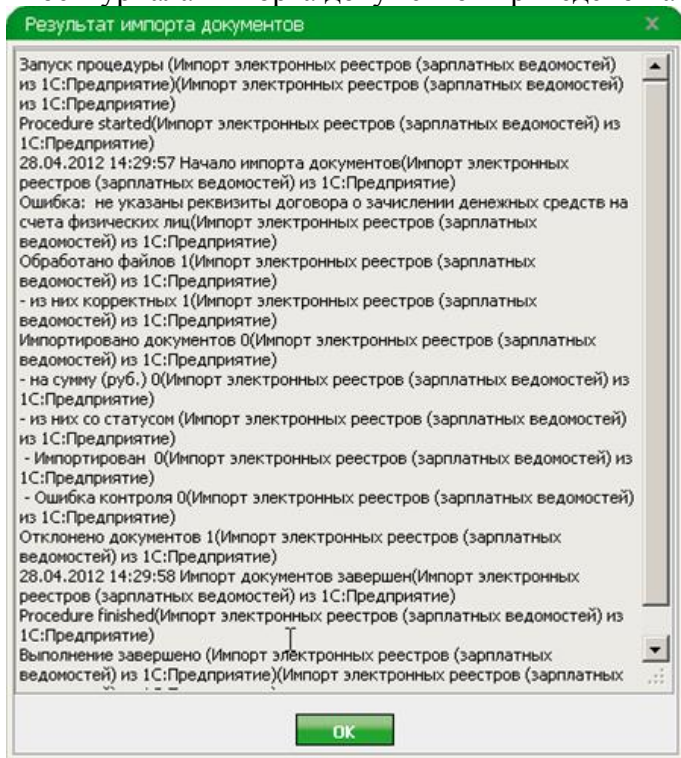 Результат импорта документов
Запуск процедуры (Импорт электронных реестров (зарплатных ведомостей)
из 1С:Предприятие)(Импорт электронных реестров (зарплатных ведомостей)
из 1С:Предприятие)
Procedure started(Импорт электронных реестров (зарплатных ведомостей) из
1С:Предприятие)
28.04.2012 14:29:57 Начало импорта документов(Импорт электронных
реестров (зарплатных ведомостей) из 1С:Предприятие)
Ошибка:  не указаны реквизиты договора о зачислении денежных средств на
счета физических лиц(Импорт электронных реестров (зарплатных
ведомостей) из 1С:Предприятие)
Обработано файлов 1(Импорт электронных реестров (зарплатных
ведомостей) из 1С:Предприятие)
- из них корректных 1(Импорт электронных реестров (зарплатных
ведомостей) из 1С:Предприятие)
Импортировано документов 0(Импорт электронных реестров (зарплатных
ведомостей) из 1С:Предприятие)
- на сумму (руб.) 0(Импорт электронных реестров (зарплатных ведомостей) из
1С:Предприятие)
- из них со статусом (Импорт электронных реестров (зарплатных ведомостей)
из 1С:Предприятие)
- Импортирован  0(Импорт электронных реестров (зарплатных ведомостей) из
1С:Предприятие)
- Ошибка контроля 0(Импорт электронных реестров (зарплатных ведомостей)
из 1С:Предприятие)
Отклонено документов 1(Импорт электронных реестров (зарплатных
ведомостей) из 1С:Предприятие)
28.04.2012 14:29:58 Импорт документов завершен(Импорт электронных
реестров (зарплатных ведомостей) из 1С:Предприятие)
Procedure finished(Импорт электронных реестров (зарплатных ведомостей) из
1С:Предприятие)
Выполнение завершено (Импорт электронных реестров (зарплатных
ведомостей) из 1С:Предприятие)(Импорт электронных реестров (зарплатных
ОК